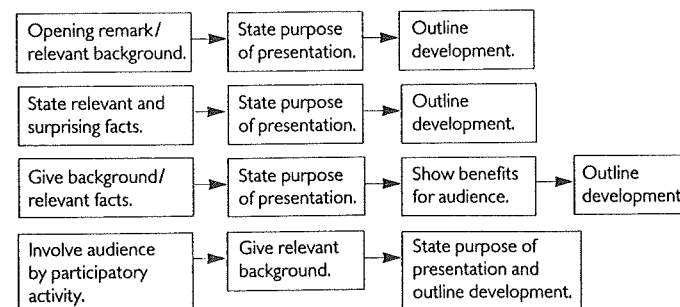 Opening remark/
relevant background.
State purpose
of presentation.
Outline
development.
State relevant and
surprising facts.
State purpose
of presentation.
Outline
development.
Give background/
relevant facts.
State purpose
of presentation.
Show benefits
for audience.
Outline
development
Involve audience
by participatory
activity.
Give relevant
background.
State purpose of
presentation and
outline development.